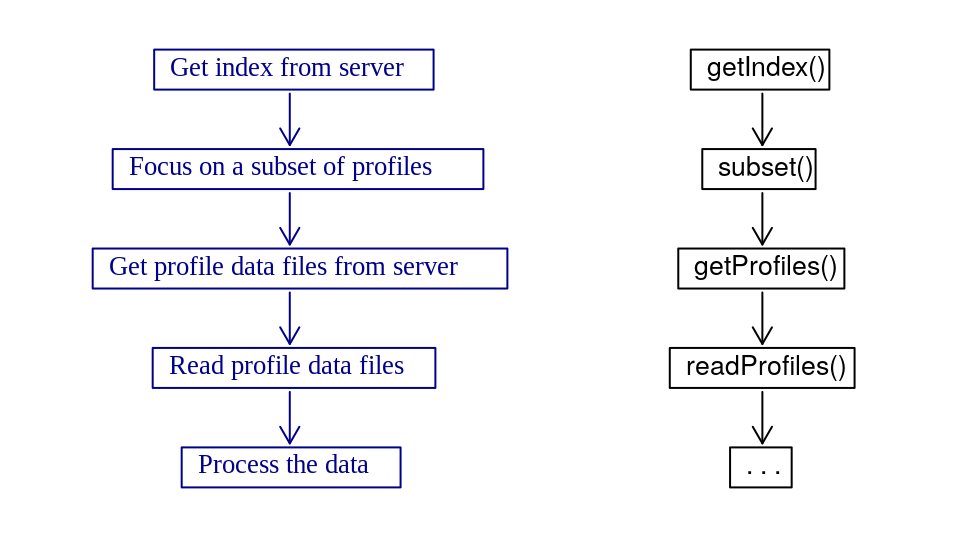 Get index from server
getIndex()
Focus on a subset of profiles
subset()
Get profile data files from server
getProfiles()
Read profile data files
readProfiles()
Process the data
...